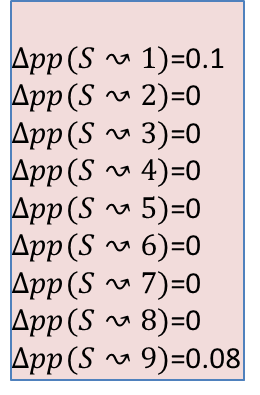 Δpp(S ⤳ 1)=0.1
Δpp(S ⤳ 2)=0
Δpp(S ⤳ 3)=0
Δpp(S ⤳ 4)=0
Δpp(S ⤳ 5)=0
Δpp(S ⤳ 6)=0
Δpp(S ⤳ 7)=0
Δpp(S ⤳ 8)=0
Δpp(S ⤳ 9)=0.08